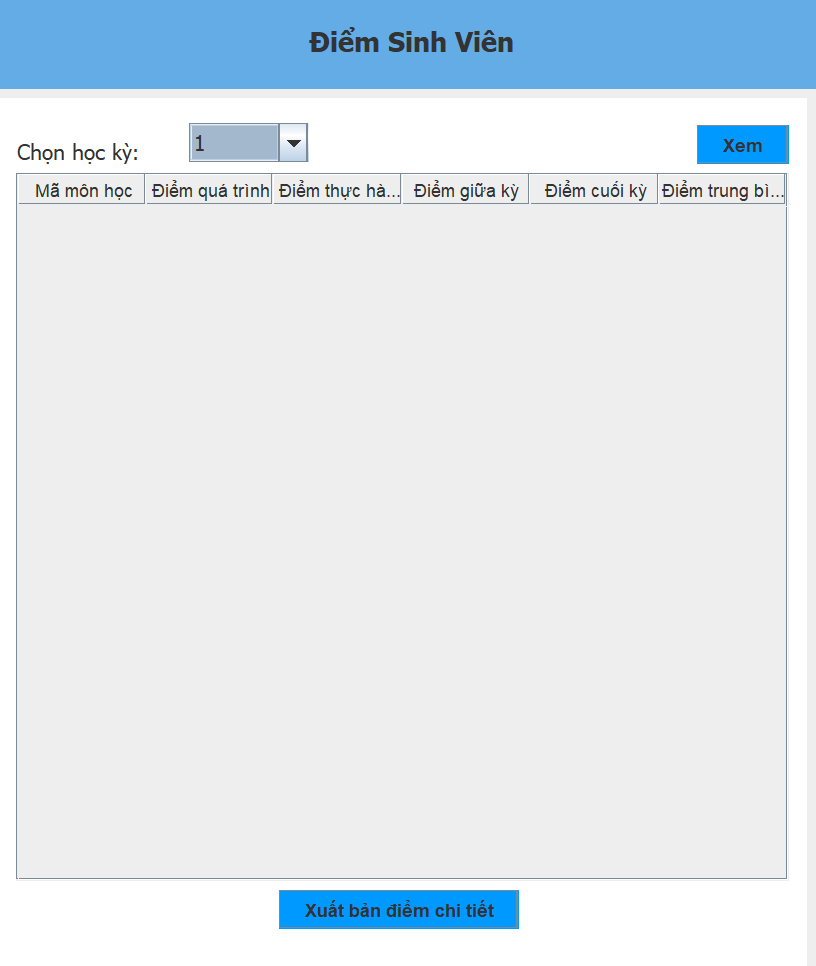 Điểm Sinh Viên
Chọn học kỳ: 1 Xem
Mã môn học Điểm quá trình Điểm thực hà... Điểm giữa kỳ Điểm cuối kỳ Điểm trung bì...
Xuất bản điểm chi tiết